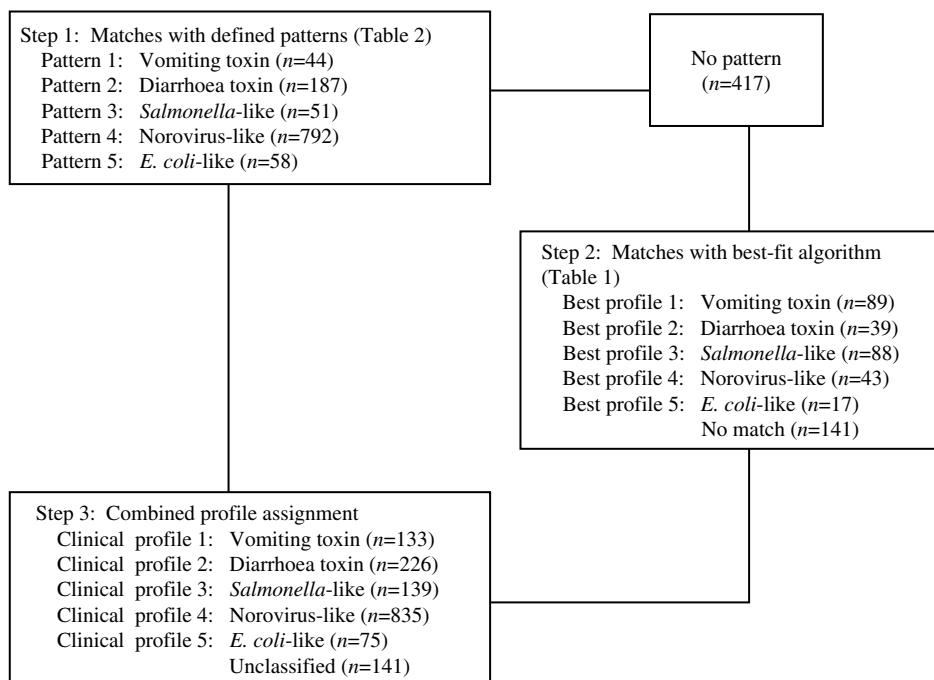 Step 1: Matches with defined patterns (Table 2)
Pattern 1: Vomiting toxin (n=44)
Pattern 2: Diarrhoea toxin (n=187)
Pattern 3: Salmonella-like (n=51)
Pattern 4: Norovirus-like (n=792)
Pattern 5: E. coli-like (n=58)
No pattern
(n=417)
Step 2: Matches with best-fit algorithm
(Table 1)
Best profile 1: Vomiting toxin (n=89)
Best profile 2: Diarrhoea toxin (n=39)
Best profile 3: Salmonella-like (n=88)
Best profile 4: Norovirus-like (n=43)
Best profile 5: E. coli-like (n=17)
No match (n=141)
Step 3: Combined profile assignment
Clinical profile 1: Vomiting toxin (n=133)
Clinical profile 2: Diarrhoea toxin (n=226)
Clinical profile 3: Salmonella-like (n=139)
Clinical profile 4: Norovirus-like (n=835)
Clinical profile 5: E. coli-like (n=75)
Unclassified (n=141)